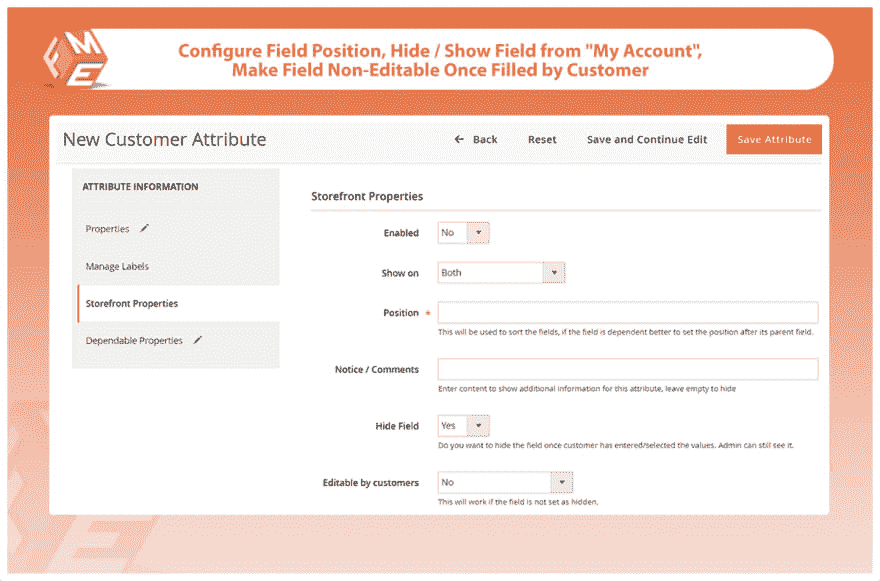 FME
Configure Field Position, Hide / Show Field from "My Account",
Make Field Non-Editable Once Filled by Customer
New Customer Attribute
Back
Reset
Save and Continue Edit
Save Attribute
ATTRIBUTE INFORMATION
Properties
Manage Labels
Storefront Properties
Dependable Properties
Storefront Properties
Enabled
No
Show on
Both
Position *
This will be used to sort the fields, if the field is dependent better to set the position after its parent field.
Notice / Comments
Enter content to show additional information for this attribute, leave empty to hide
Hide Field
Yes
Do you want to hide the field once customer has entered/selected the values. Admin can still see it.
Editable by customers
No
This will work if the field is not set as hidden.